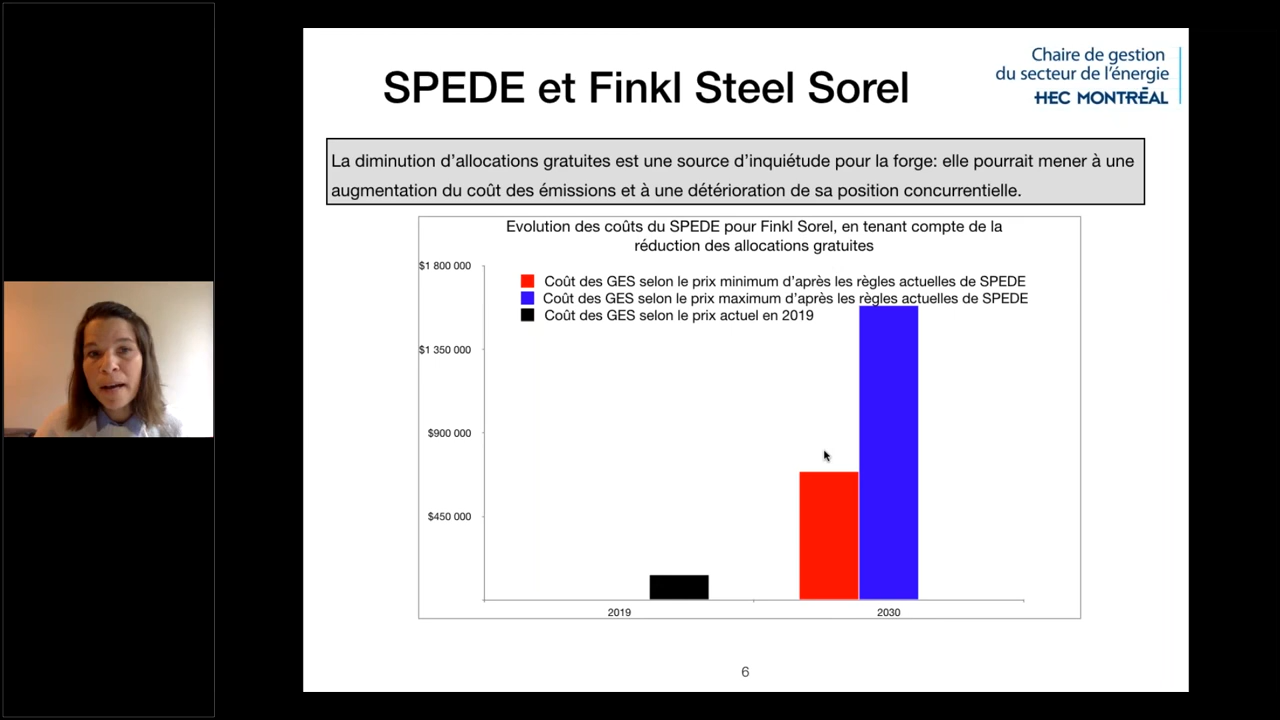 SPEDE et Finkl Steel Sorel
Chaire de gestion
du secteur de l'énergie
HEC MONTRĒAL
La diminution d'allocations gratuites est une source d'inquiétude pour la forge: elle pourrait mener à une
augmentation du coût des émissions et à une détérioration de sa position concurrentielle.
Evolution des coûts du SPEDE pour Finkl Sorel, en tenant compte de la
réduction des allocations gratuites
$1 800 000
Coût des GES selon le prix minimum d'après les règles actuelles de SPEDE
Coût des GES selon le prix maximum d'après les règles actuelles de SPEDE
Coût des GES selon le prix actuel en 2019
$1 350 000
$900 000
$450 000
2019
2030
6